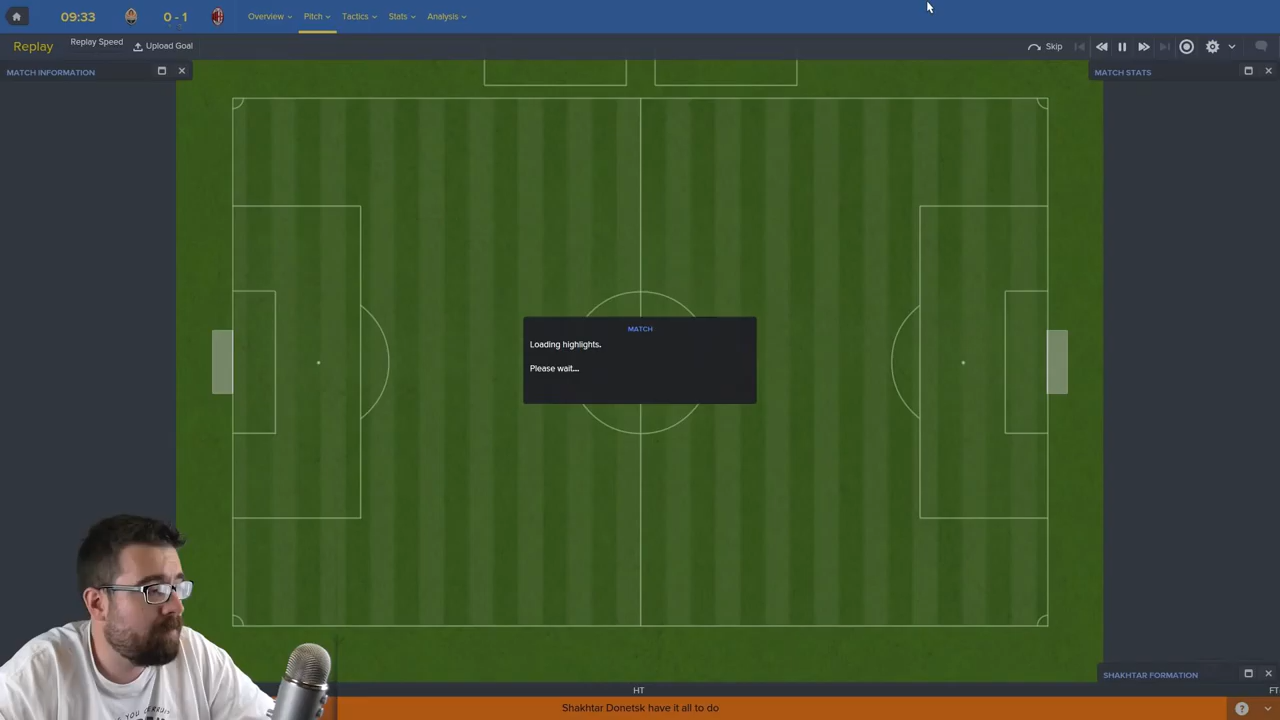 09:33
0 - 1
Overview
Pitch
Tactics
Stats
Analysis
Replay
Replay Speed
Upload Goal
Skip
MATCH INFORMATION
MATCH STATS
MATCH
Loading highlights.
Please wait...
SHAKHTAR FORMATION
HT
FT
Shakhtar Donetsk have it all to do
?